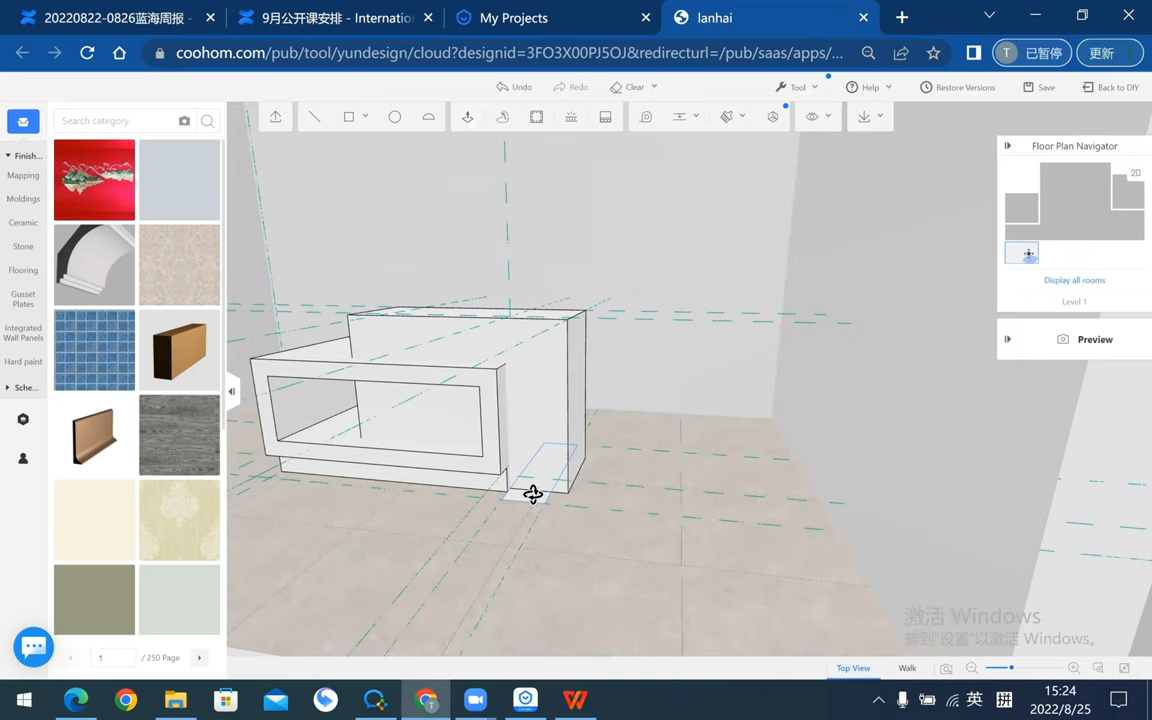 20220822-0826蓝海周报 -
9月公开课安排 - Internatio
My Projects
lanhai
coohom.com/pub/tool/yundesign/cloud?designid=3FO3X00PJ5OJ&redirecturl=/pub/saas/apps/...
T 已暂停
更新
Undo
Redo
Clear
Tool
Help
Restore Versions
Save
Back to DIY
Search category
Finish...
Mapping
Moldings
Ceramic
Stone
Flooring
Gusset
Plates
Integrated
Wall Panels
Hard paint
Sche...
1
/ 250 Page
Floor Plan Navigator
2D
Display all rooms
Level 1
Preview
激活 Windows
转到"设置"以激活 Windows。
Top View
Walk
英
拼
15:24
2022/8/25